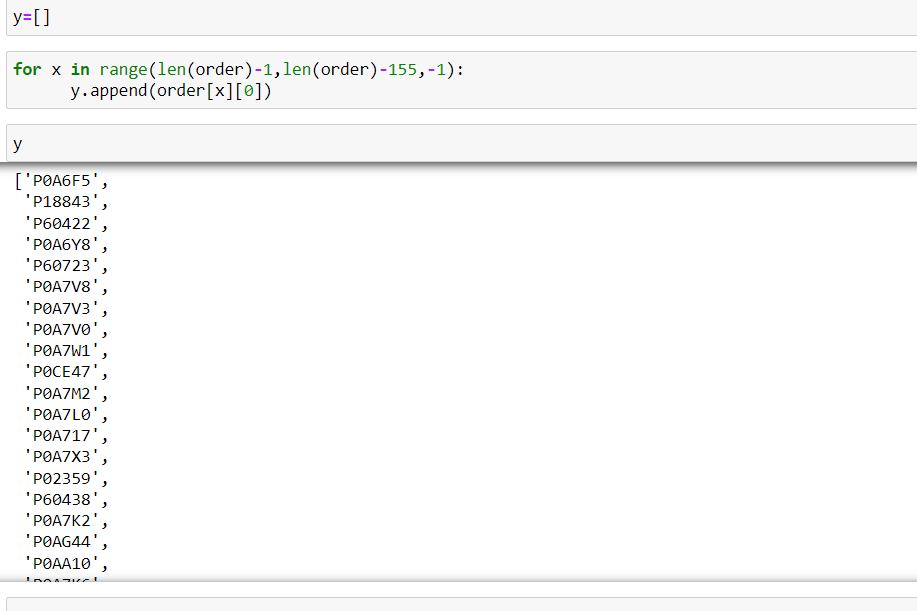 y=[]
for x in range(len(order)-1,len(order)-155,-1):
y.append(order[x][0])
y
['P0A6F5',
'P18843',
'P60422',
'P0A6Y8',
'P60723',
'P0A7V8',
'P0A7V3',
'P0A7V0',
'P0A7W1',
'P0CE47',
'P0A7M2',
'P0A7L0',
'P0A717',
'P0A7X3',
'P02359',
'P60438',
'P0A7K2',
'P0AG44',
'P0AA10',